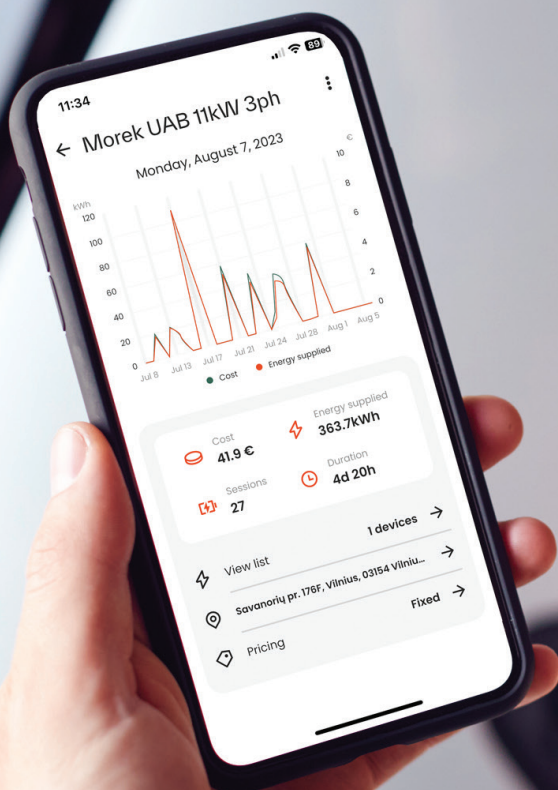 11:34
89
Morek UAB 11kW 3ph
Monday, August 7, 2023
kWh
€
120
100
80
60
40
20
0
10
8
6
4
2
0
Jul 8 Jul 13 Jul 17 Jul 21 Jul 24 Jul 28 Aug 1 Aug 5
Cost Energy supplied
Cost
41.9 €
Energy supplied
363.7kWh
Sessions
27
Duration
4d 20h
View list 1 devices
Savanorių pr. 176F, Vilnius, 03154 Vilniu...
Pricing Fixed